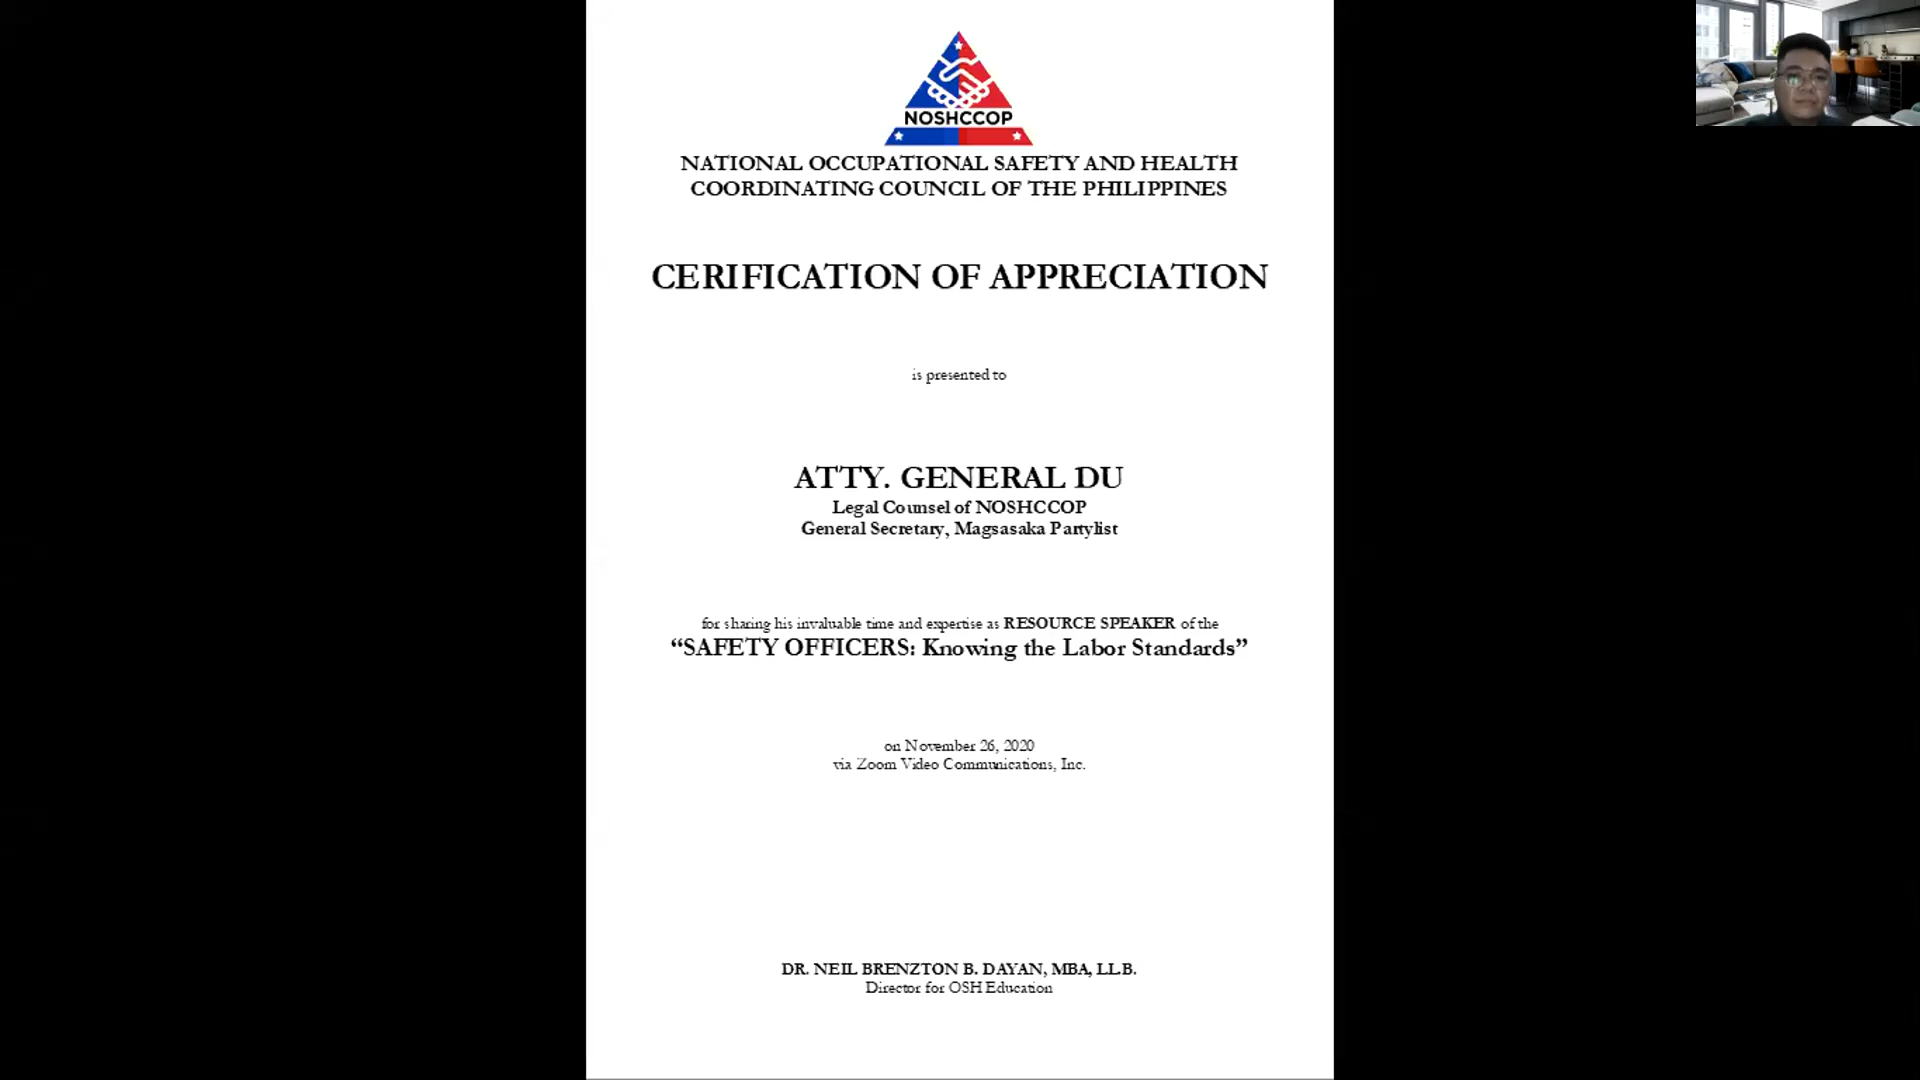 NOSHCCOP
NATIONAL OCCUPATIONAL SAFETY AND HEALTH
COORDINATING COUNCIL OF THE PHILIPPINES
CERIFICATION OF APPRECIATION
is presented to
ATTY. GENERAL DU
Legal Counsel of NOSHCCOP
General Secretary, Magsasaka Partylist
for sharing his invaluable time and expertise as RESOURCE SPEAKER of the
“SAFETY OFFICERS: Knowing the Labor Standards”
on November 26, 2020
via Zoom Video Communications, Inc.
DR. NEIL BRENZTON B. DAYAN, MBA, LL.B.
Director for OSH Education